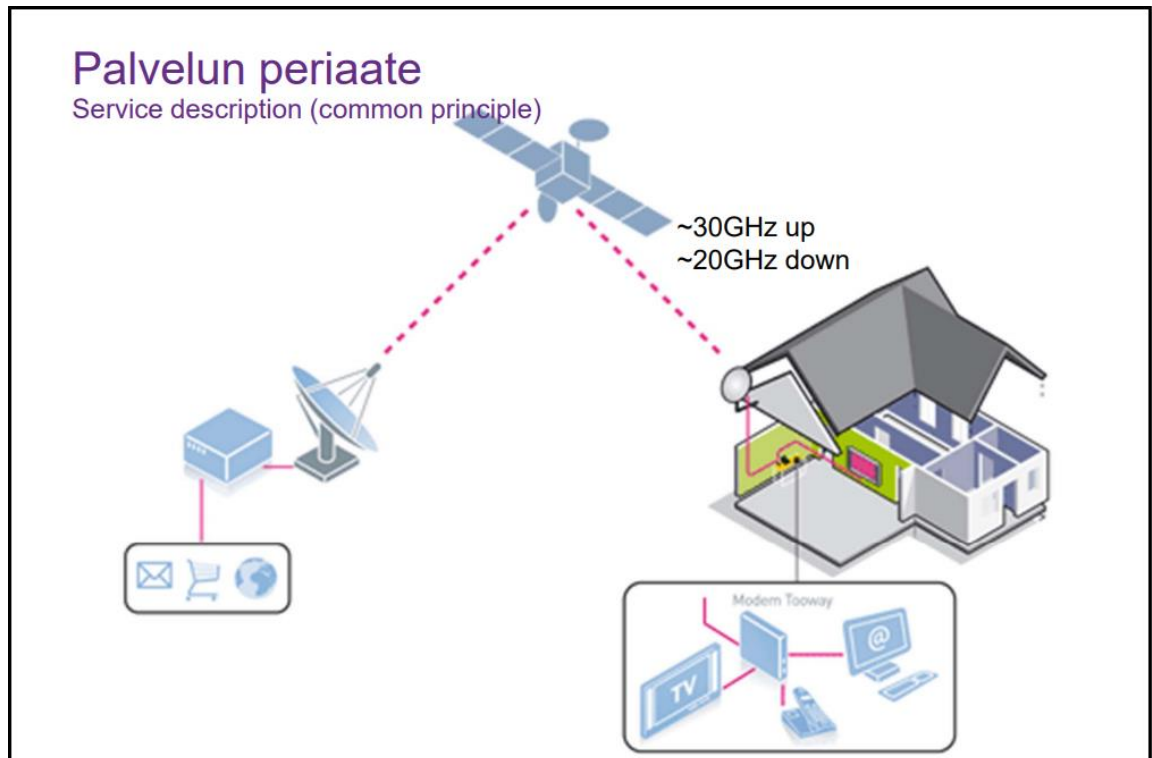 Palvelun periaate
Service description (common principle)
~30GHz up
~20GHz down
Modem Tooway
TV
@